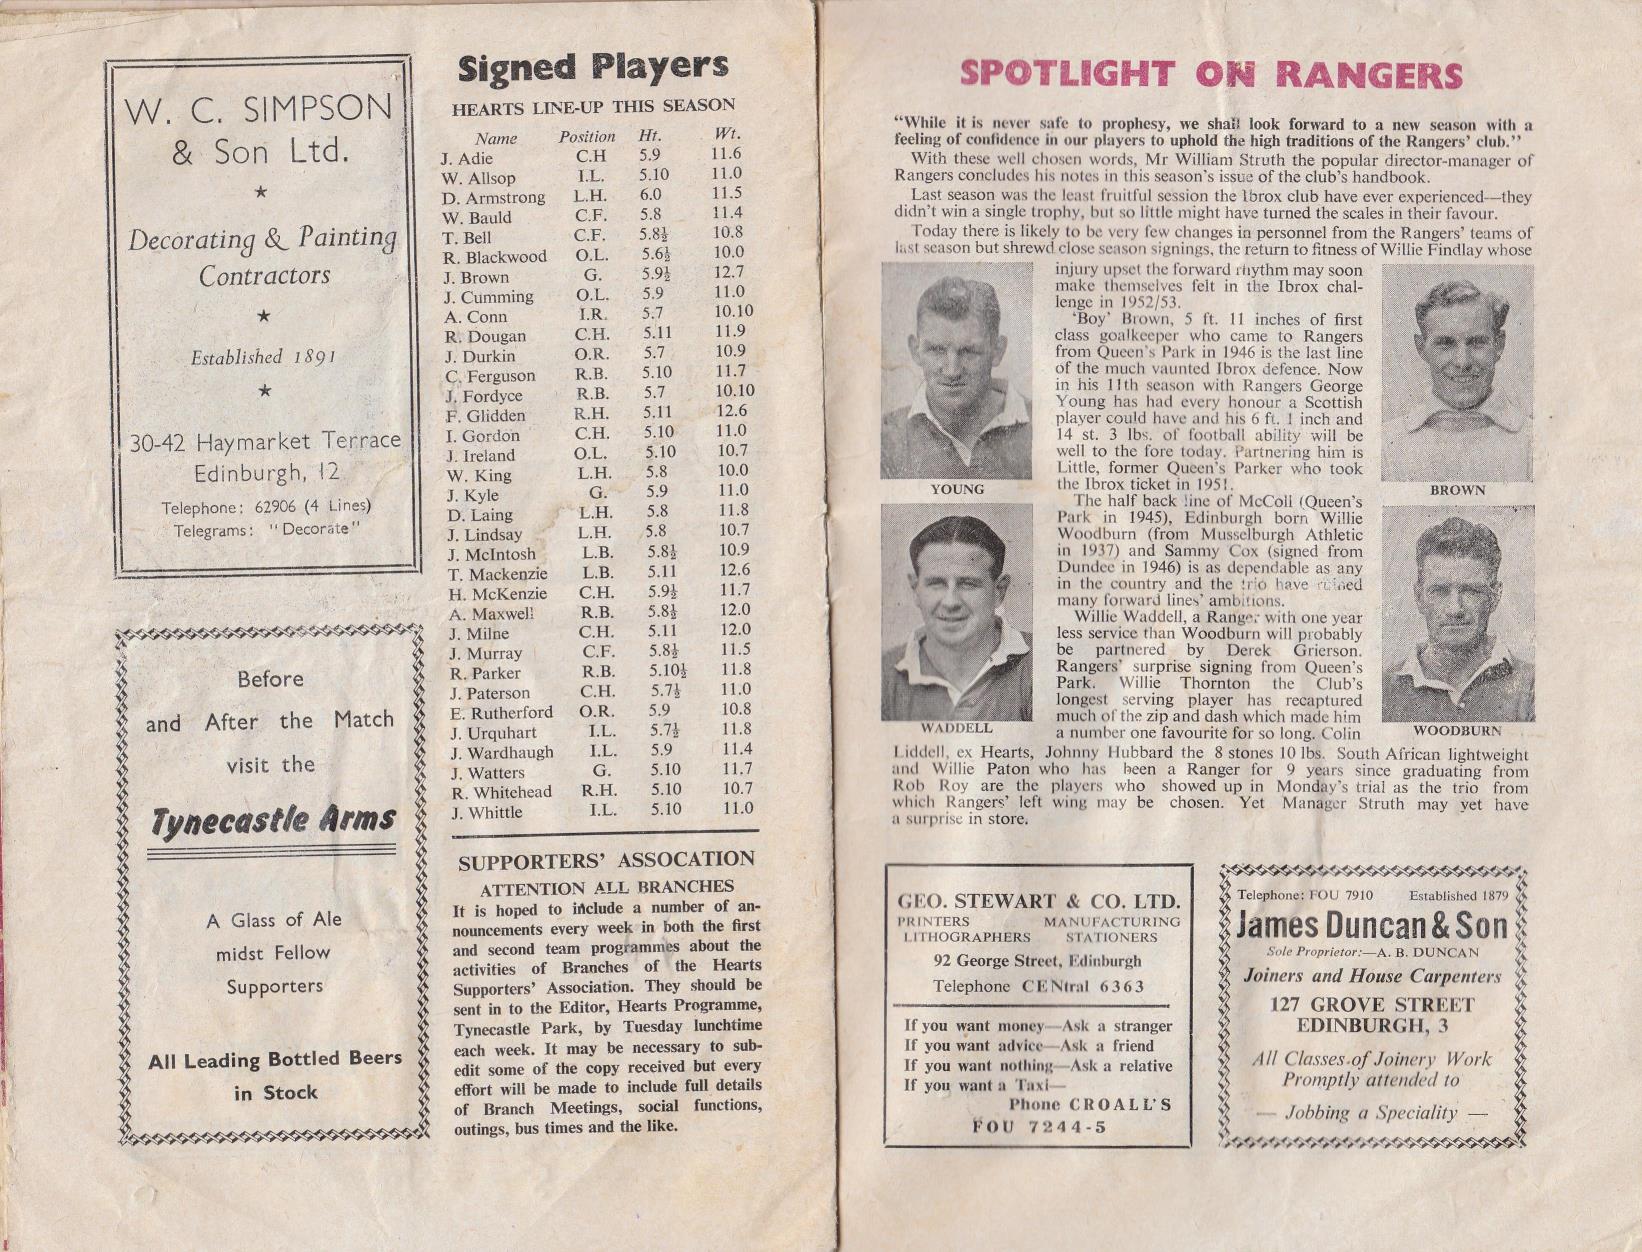 W. C. SIMPSON
& Son Ltd.
★
Decorating & Painting
Contractors
★
Established 1891
★
30-42 Haymarket Terrace
Edinburgh, 12
Telephone: 62906 (4 Lines)
Telegrams: "Decorate"
Before
and After the Match
visit the
Tynecastle Arms
A Glass of Ale
midst Fellow
Supporters
All Leading Bottled Beers
in Stock
Signed Players
HEARTS LINE-UP THIS SEASON
Name Position Ht. Wt.
J. Adie C.H 5.9 11.6
W. Allsop I.L. 5.10 11.0
D. Armstrong L.H. 6.0 11.5
W. Bauld C.F. 5.8 11.4
T. Bell C.F. 5.8½ 10.8
R. Blackwood O.L. 5.6½ 10.0
J. Brown G. 5.9½ 12.7
J. Cumming O.L. 5.9 11.0
A. Conn I.R. 5.7 10.10
R. Dougan C.H. 5.11 11.9
J. Durkin O.R. 5.7 10.9
C. Ferguson R.B. 5.10 11.7
J. Fordyce R.B. 5.7 10.10
F. Glidden R.H. 5.11 12.6
I. Gordon C.H. 5.10 11.0
J. Ireland O.L. 5.10 10.7
W. King L.H. 5.8 10.0
J. Kyle G. 5.9 11.0
D. Laing L.H. 5.8 11.8
J. Lindsay L.H. 5.8 10.7
J. McIntosh L.B. 5.8½ 10.9
T. Mackenzie L.B. 5.11 12.6
H. McKenzie C.H. 5.9½ 11.7
A. Maxwell R.B. 5.8½ 12.0
J. Milne C.H. 5.11 12.0
J. Murray C.F. 5.8½ 11.5
R. Parker R.B. 5.10½ 11.8
J. Paterson C.H. 5.7½ 11.0
E. Rutherford O.R. 5.9 10.8
J. Urquhart I.L. 5.7½ 11.8
J. Wardhaugh I.L. 5.9 11.4
J. Watters G. 5.10 11.7
R. Whitehead R.H. 5.10 10.7
J. Whittle I.L. 5.10 11.0
SUPPORTERS' ASSOCATION
ATTENTION ALL BRANCHES
It is hoped to include a number of an-
nouncements every week in both the first
and second team programmes about the
activities of Branches of the Hearts
Supporters' Association. They should be
sent in to the Editor, Hearts Programme,
Tynecastle Park, by Tuesday lunchtime
each week. It may be necessary to sub-
edit some of the copy received but every
effort will be made to include full details
of Branch Meetings, social functions,
outings, bus times and the like.
SPOTLIGHT ON RANGERS
"While it is never safe to prophesy, we shall look forward to a new season with a
feeling of confidence in our players to uphold the high traditions of the Rangers' club."
With these well chosen words, Mr William Struth the popular director-manager of
Rangers concludes his notes in this season's issue of the club's handbook.
Last season was the least fruitful session the Ibrox club have ever experienced—they
didn't win a single trophy, but so little might have turned the scales in their favour.
Today there is likely to be very few changes in personnel from the Rangers' teams of
last season but shrewd close season signings, the return to fitness of Willie Findlay whose
injury upset the forward rhythm may soon
make themselves felt in the Ibrox chal-
lenge in 1952/53.
'Boy' Brown, 5 ft. 11 inches of first
class goalkeeper who came to Rangers
from Queen's Park in 1946 is the last line
of the much vaunted Ibrox defence. Now
in his 11th season with Rangers George
Young has had every honour a Scottish
player could have and his 6 ft. 1 inch and
14 st. 3 lbs. of football ability will be
well to the fore today. Partnering him is
Little, former Queen's Parker who took
the Ibrox ticket in 1951.
The half back line of McColl (Queen's
Park in 1945), Edinburgh born Willie
Woodburn (from Musselburgh Athletic
in 1937) and Sammy Cox (signed from
Dundee in 1946) is as dependable as any
in the country and the trio have ruined
many forward lines' ambitions.
Willie Waddell, a Ranger with one year
less service than Woodburn will probably
be partnered by Derek Grierson.
Rangers' surprise signing from Queen's
Park. Willie Thornton the Club's
longest serving player has recaptured
much of the zip and dash which made him
a number one favourite for so long. Colin
Liddell, ex Hearts, Johnny Hubbard the 8 stones 10 lbs. South African lightweight
and Willie Paton who has been a Ranger for 9 years since graduating from
Rob Roy are the players who showed up in Monday's trial as the trio from
which Rangers' left wing may be chosen. Yet Manager Struth may yet have
a surprise in store.
YOUNG
WADDELL
BROWN
WOODBURN
GEO. STEWART & CO. LTD.
PRINTERS MANUFACTURING
LITHOGRAPHERS STATIONERS
92 George Street, Edinburgh
Telephone CENtral 6363
If you want money—Ask a stranger
If you want advice—Ask a friend
If you want nothing—Ask a relative
If you want a Taxi—
Phone CROALL'S
FOU 7244-5
Telephone: FOU 7910 Established 1879
James Duncan & Son
Sole Proprietor:—A. B. DUNCAN
Joiners and House Carpenters
127 GROVE STREET
EDINBURGH, 3
All Classes of Joinery Work
Promptly attended to
— Jobbing a Speciality —